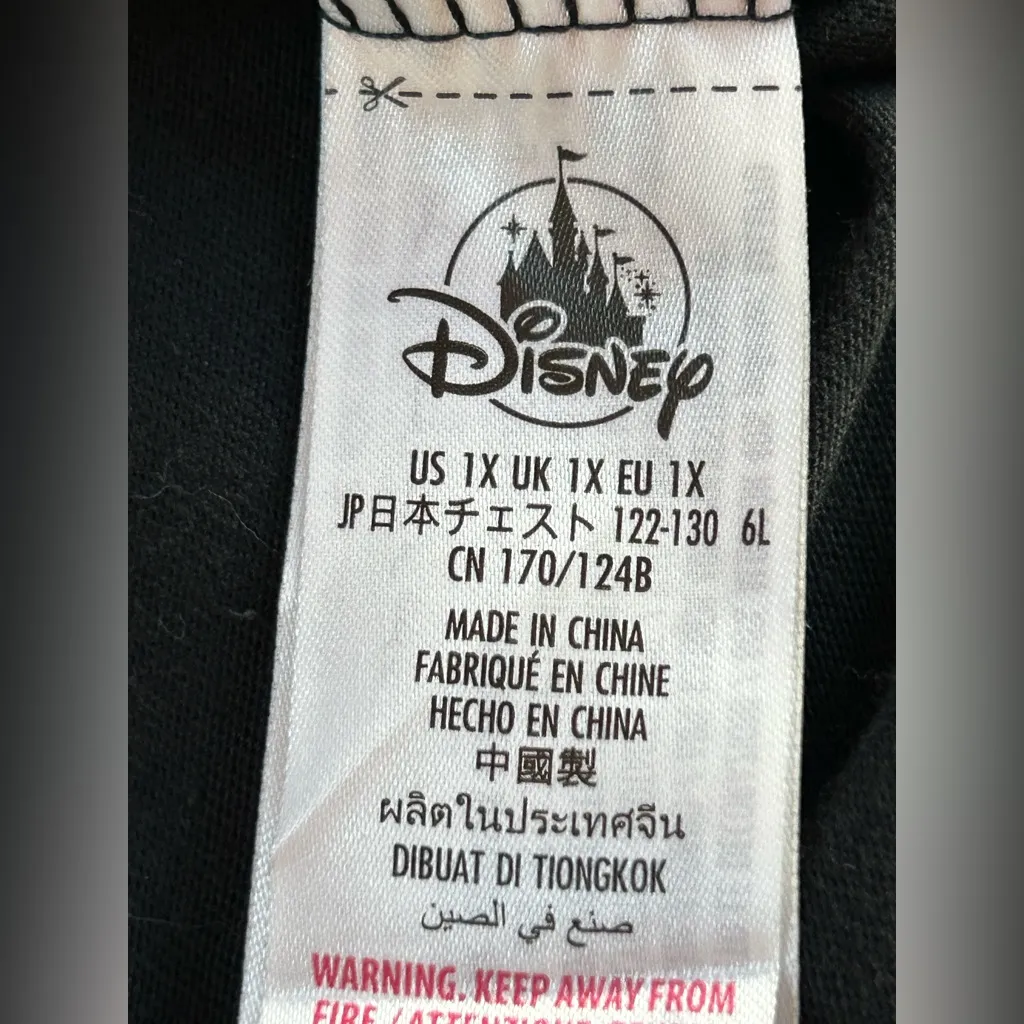 DISNEY
US 1X UK 1X EU 1X
JP日本チェスト 122-130 6L
CN 170/124B
MADE IN CHINA
FABRIQUÉ EN CHINE
HECHO EN CHINA
中國製
ผลิตในประเทศจีน
DIBUAT DI TIONGKOK
صنع في الصين
WARNING. KEEP AWAY FROM
FIRE /